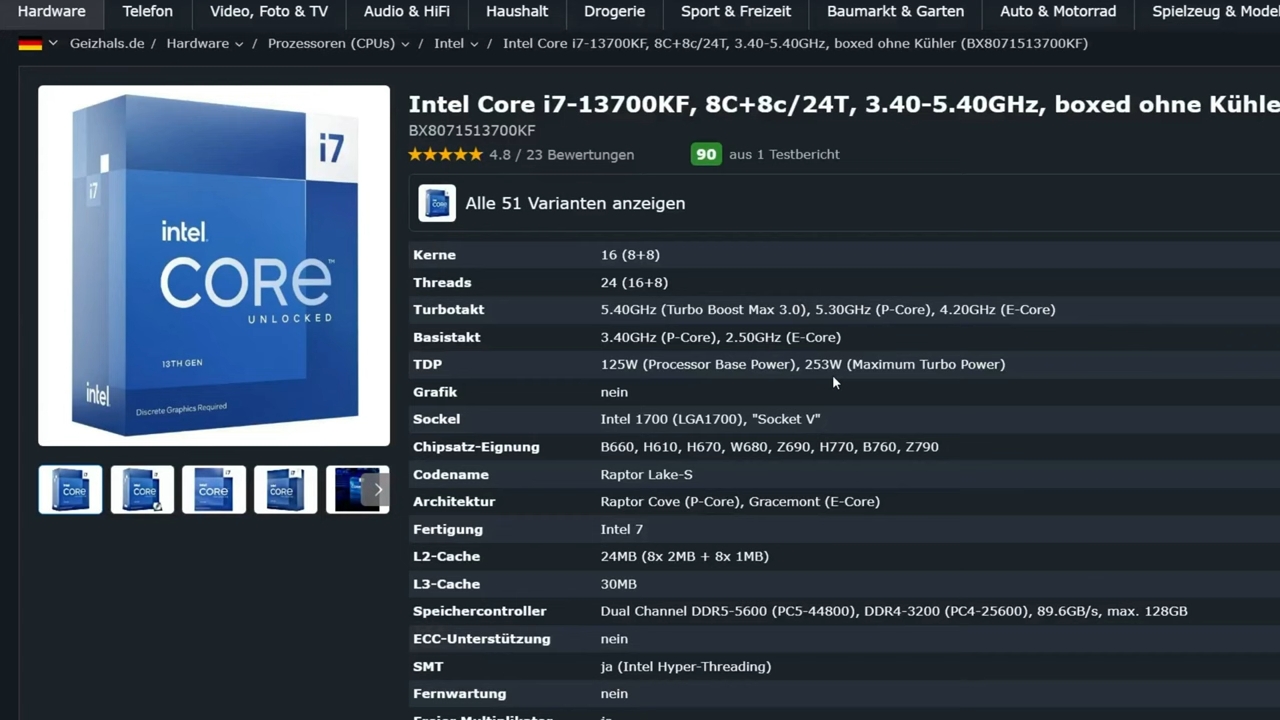 Hardware Telefon Video, Foto & TV Audio & HiFi Haushalt Drogerie Sport & Freizeit Baumarkt & Garten Auto & Motorrad Spielzeug &
Geizhals.de / Hardware / Prozessoren (CPUs) / Intel / Intel Core i7-13700KF, 8C+8c/24T, 3.40-5.40GHz, boxed ohne Kühler (BX8071513700KF)
Intel Core i7-13700KF, 8C+8c/24T, 3.40-5.40GHz, boxed ohne Kühle
BX8071513700KF
4.8 / 23 Bewertungen 90 aus 1 Testbericht
Alle 51 Varianten anzeigen
i7
i7
intel.
CORE™
UNLOCKED
13TH GEN
intel.
Discrete Graphics Required
Kerne 16 (8+8)
Threads 24 (16+8)
Turbotakt 5.40GHz (Turbo Boost Max 3.0), 5.30GHz (P-Core), 4.20GHz (E-Core)
Basistakt 3.40GHz (P-Core), 2.50GHz (E-Core)
TDP 125W (Processor Base Power), 253W (Maximum Turbo Power)
Grafik nein
Sockel Intel 1700 (LGA1700), "Socket V"
Chipsatz-Eignung B660, H610, H670, W680, Z690, H770, B760, Z790
Codename Raptor Lake-S
Architektur Raptor Cove (P-Core), Gracemont (E-Core)
Fertigung Intel 7
L2-Cache 24MB (8x 2MB + 8x 1MB)
L3-Cache 30MB
Speichercontroller Dual Channel DDR5-5600 (PC5-44800), DDR4-3200 (PC4-25600), 89.6GB/s, max. 128GB
ECC-Unterstützung nein
SMT ja (Intel Hyper-Threading)
Fernwartung nein
Freier Multiplikator ja